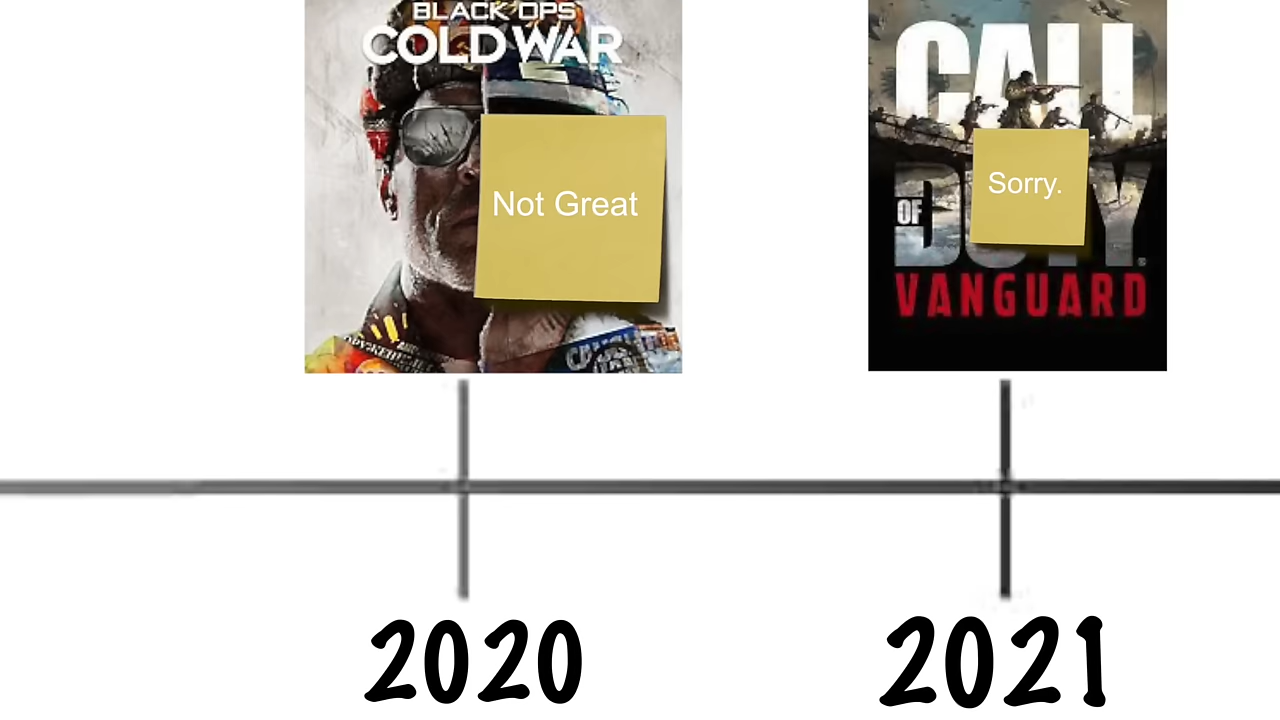 BLACK OPS
COLD WAR
Not Great
CALL
OF DUTY
VANGUARD
Sorry.
2020
2021